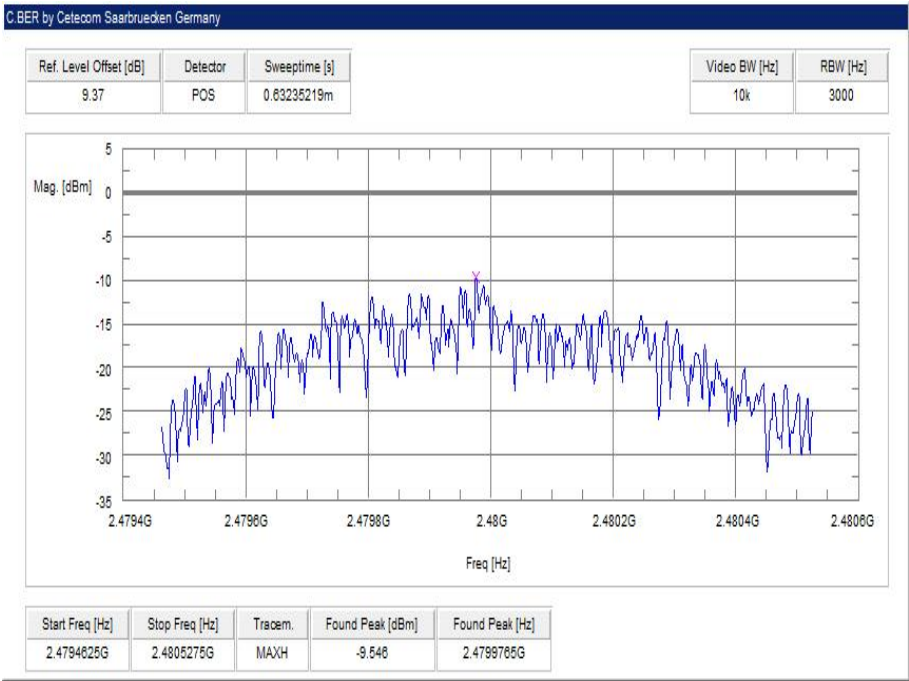 C.BER by Cetecom Saarbruecken Germany
Ref. Level Offset [dB] Detector Sweeptime [s] Video BW [Hz] RBW [Hz]
9.37 POS 0.63235219m 10k 3000
Mag. [dBm]
5
0
-5
-10
-15
-20
-25
-30
-35
2.4794G 2.4796G 2.4798G 2.48G 2.4802G 2.4804G 2.4806G
Freq [Hz]
Start Freq [Hz] Stop Freq [Hz] Tracem. Found Peak [dBm] Found Peak [Hz]
2.4794625G 2.4805275G MAXH -9.546 2.4799765G